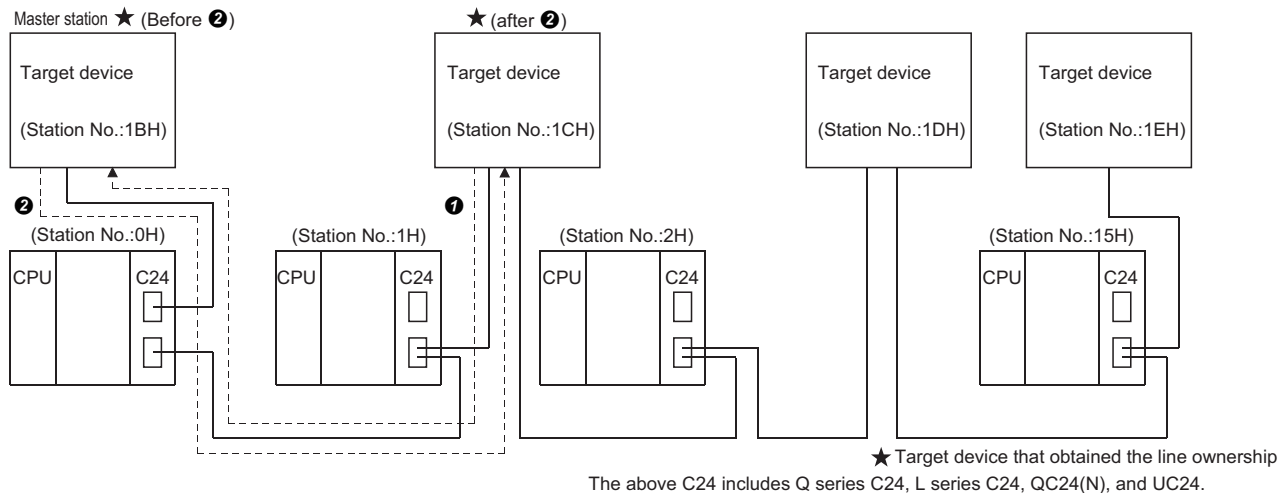 Master station ★ (Before ❷)
★ (after ❷)
Target device
(Station No.:1BH)
Target device
(Station No.:1CH)
Target device
(Station No.:1DH)
Target device
(Station No.:1EH)
❷
❶
(Station No.:0H)
(Station No.:1H)
(Station No.:2H)
(Station No.:15H)
CPU
C24
CPU
C24
CPU
C24
CPU
C24
★ Target device that obtained the line ownership
The above C24 includes Q series C24, L series C24, QC24(N), and UC24.